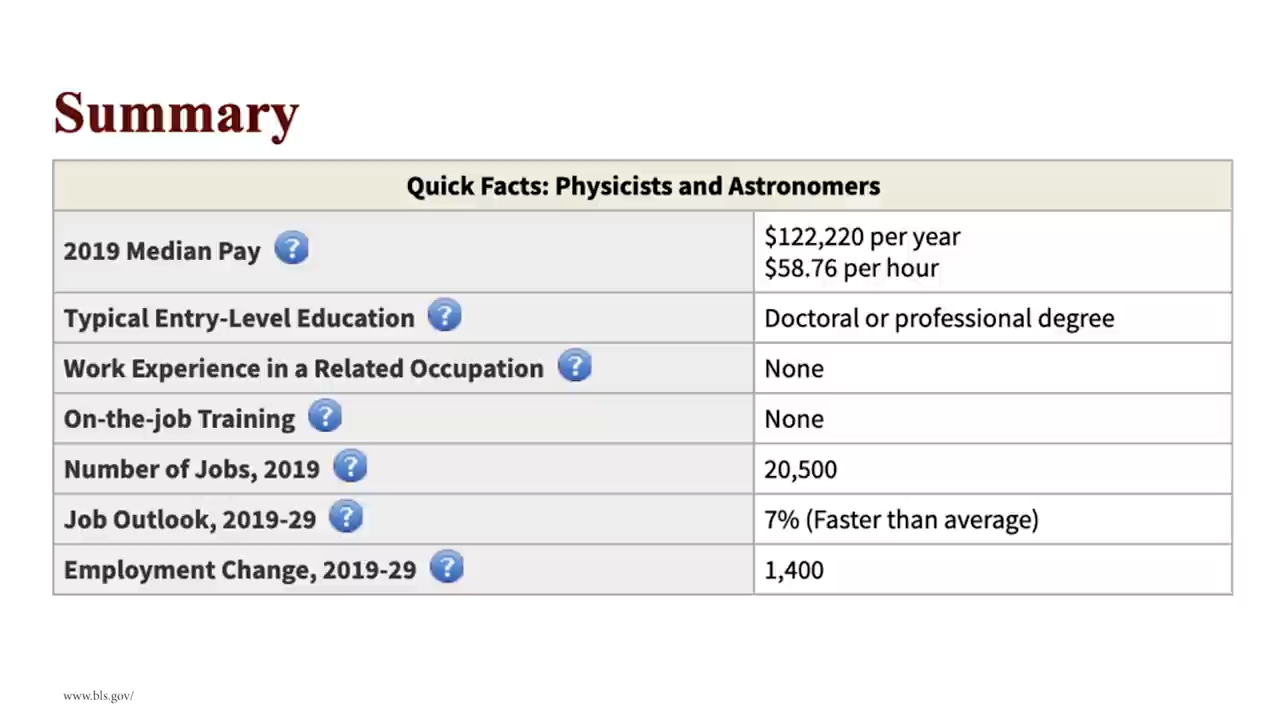 Summary
Quick Facts: Physicists and Astronomers
2019 Median Pay ?
$122,220 per year
$58.76 per hour
Typical Entry-Level Education ? Doctoral or professional degree
Work Experience in a Related Occupation ? None
On-the-job Training ? None
Number of Jobs, 2019 ? 20,500
Job Outlook, 2019-29 ? 7% (Faster than average)
Employment Change, 2019-29 ? 1,400
www.bls.gov/